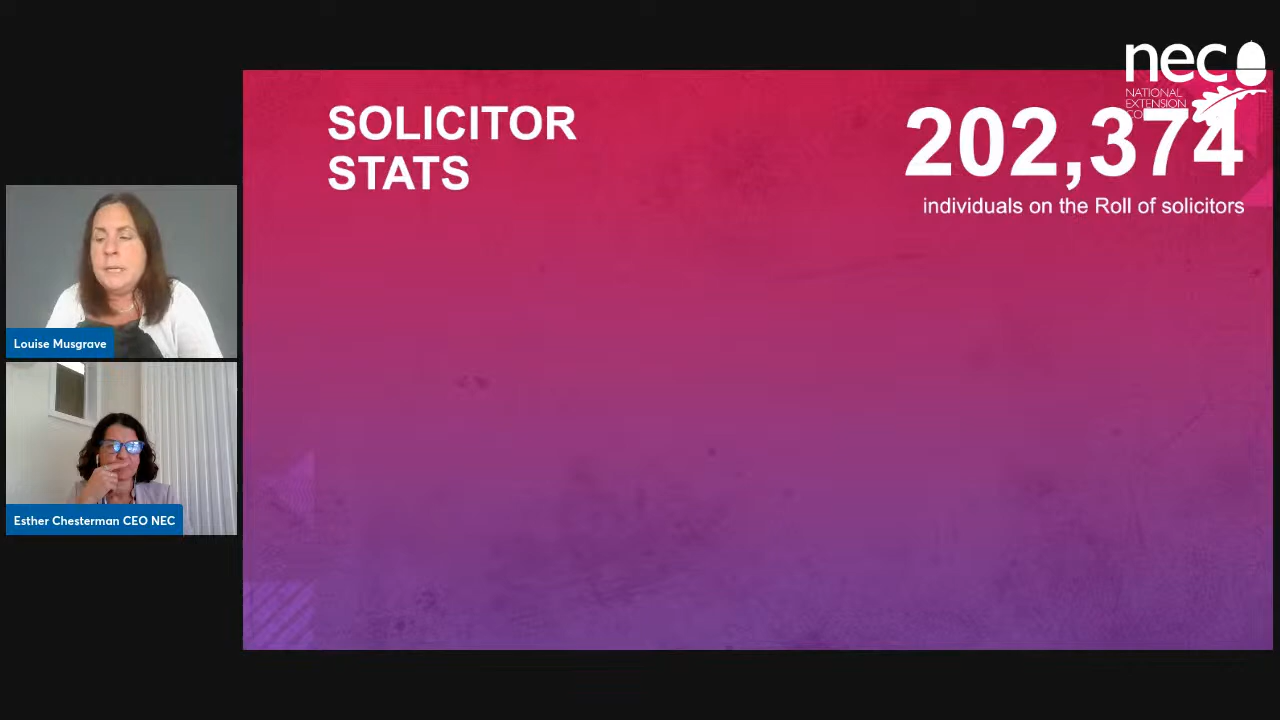 nec
NATIONAL
EXTENSION
SOLICITOR
STATS
202,374
individuals on the Roll of solicitors
Louise Musgrave
Esther Chesterman CEO NEC